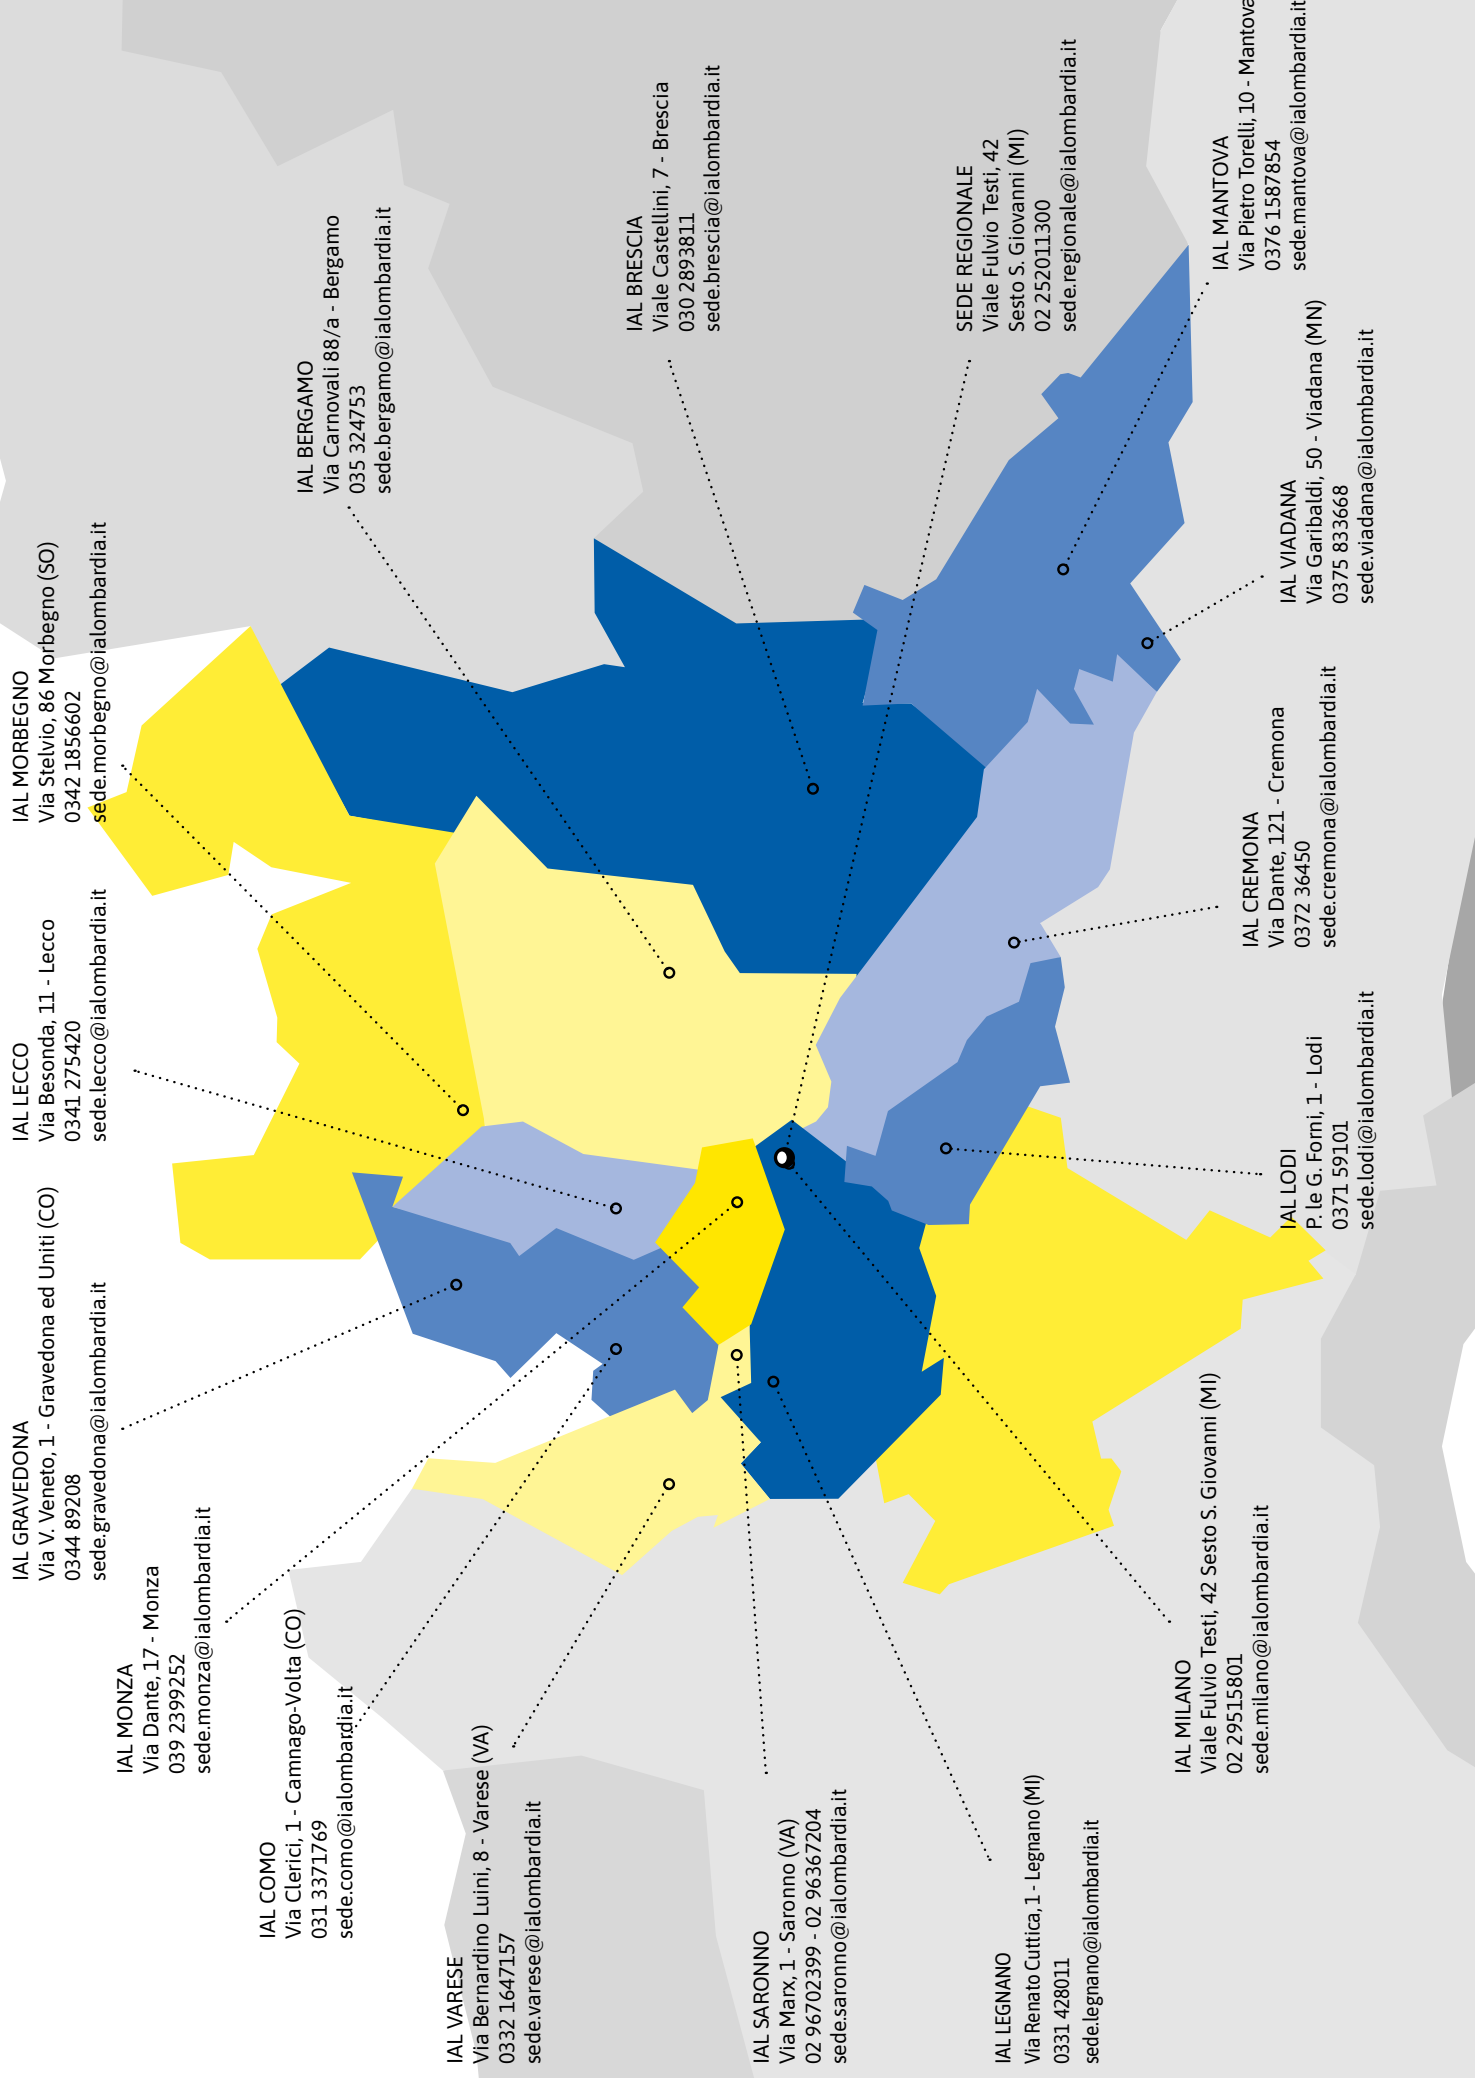 IAL GRAVEDONA
Via V. Veneto, 1 - Gravedona ed Uniti (CO)
0344 89208
sede.gravedona@ialombardia.it
IAL LECCO
Via Besonda, 11 - Lecco
0341 275420
sede.lecco@ialombardia.it
IAL MORBEGNO
Via Stelvio, 86 Morbegno (SO)
0342 1856602
sede.morbegno@ialombardia.it
IAL MONZA
Via Dante, 17 - Monza
039 2399252
sede.monza@ialombardia.it
IAL COMO
Via Clerici, 1 - Camnago-Volta (CO)
031 3371769
sede.como@ialombardia.it
IAL BERGAMO
Via Carnovali 88/a - Bergamo
035 324753
sede.bergamo@ialombardia.it
IAL VARESE
Via Bernardino Luini, 8 - Varese (VA)
0332 1647157
sede.varese@ialombardia.it
IAL BRESCIA
Viale Castellini, 7 - Brescia
030 2893811
sede.brescia@ialombardia.it
IAL SARONNO
Via Marx, 1 - Saronno (VA)
02 96702399 - 02 96367204
sede.saronno@ialombardia.it
SEDE REGIONALE
Viale Fulvio Testi, 42
Sesto S. Giovanni (MI)
02 252011300
sede.regionale@ialombardia.it
IAL LEGNANO
Via Renato Cuttica, 1 - Legnano (MI)
0331 428011
sede.legnano@ialombardia.it
IAL MILANO
Viale Fulvio Testi, 42 Sesto S. Giovanni (MI)
02 29515801
sede.milano@ialombardia.it
IAL LODI
P.le G. Forni, 1 - Lodi
0371 59101
sede.lodi@ialombardia.it
IAL CREMONA
Via Dante, 121 - Cremona
0372 36450
sede.cremona@ialombardia.it
IAL VIADANA
Via Garibaldi, 50 - Viadana (MN)
0375 833668
sede.viadana@ialombardia.it
IAL MANTOVA
Via Pietro Torelli, 10 - Mantova
0376 1587854
sede.mantova@ialombardia.it